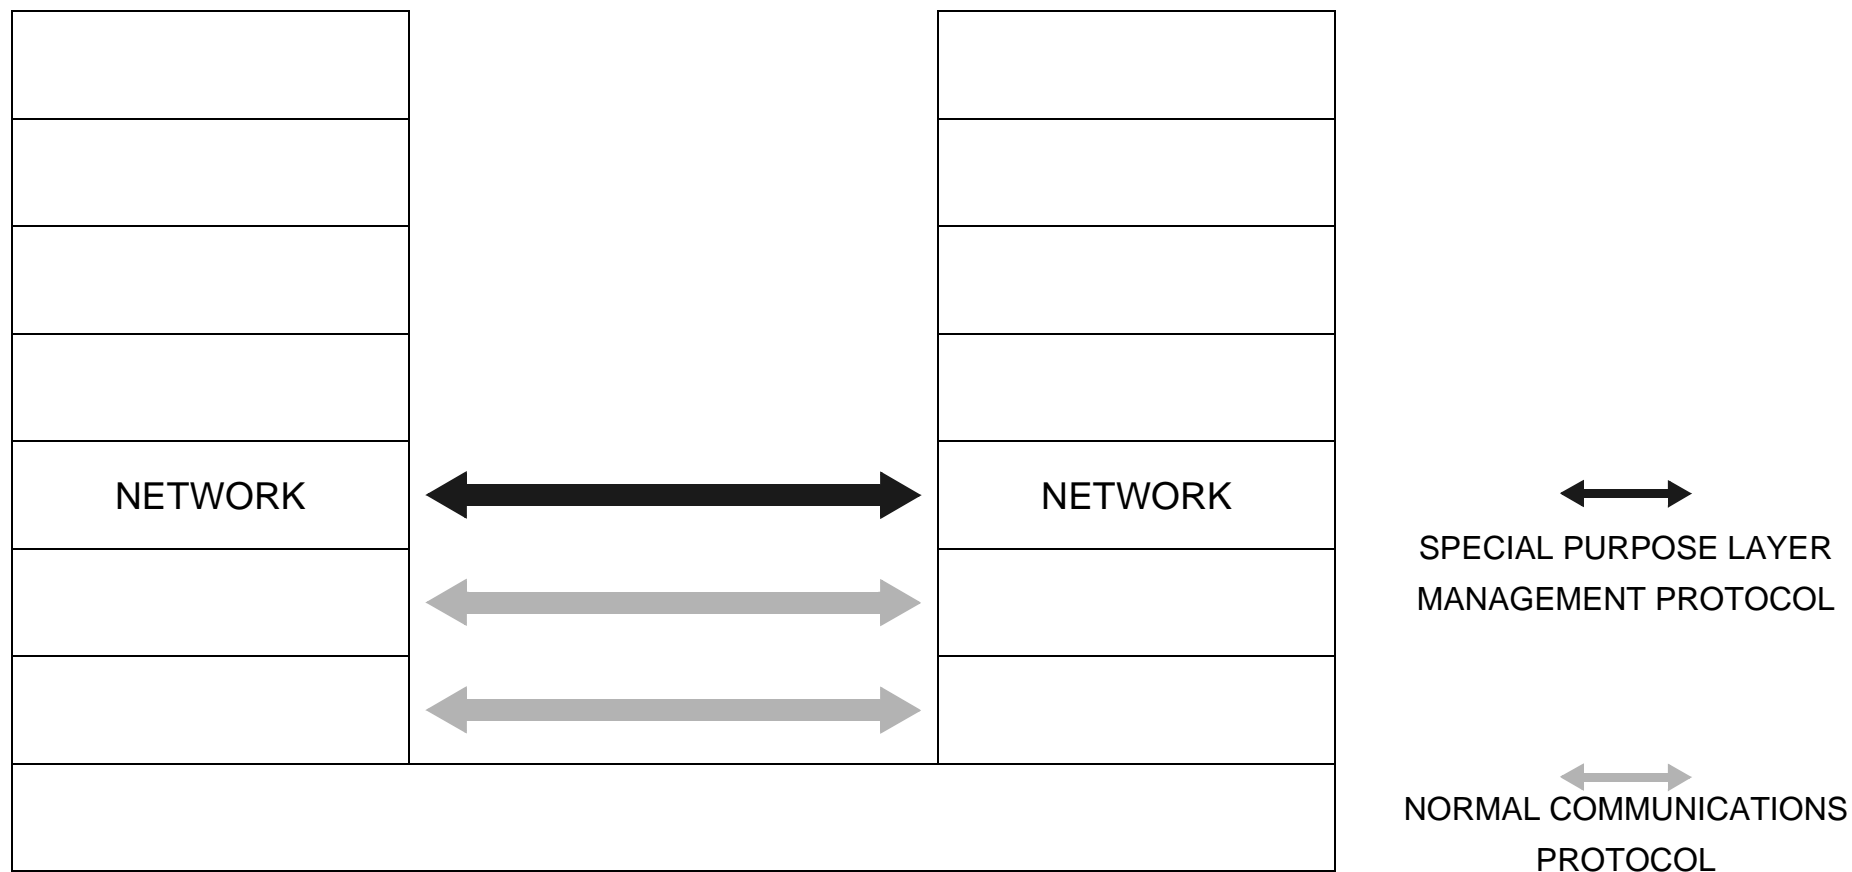 NETWORK
NETWORK
SPECIAL PURPOSE LAYER
MANAGEMENT PROTOCOL
NORMAL COMMUNICATIONS
PROTOCOL